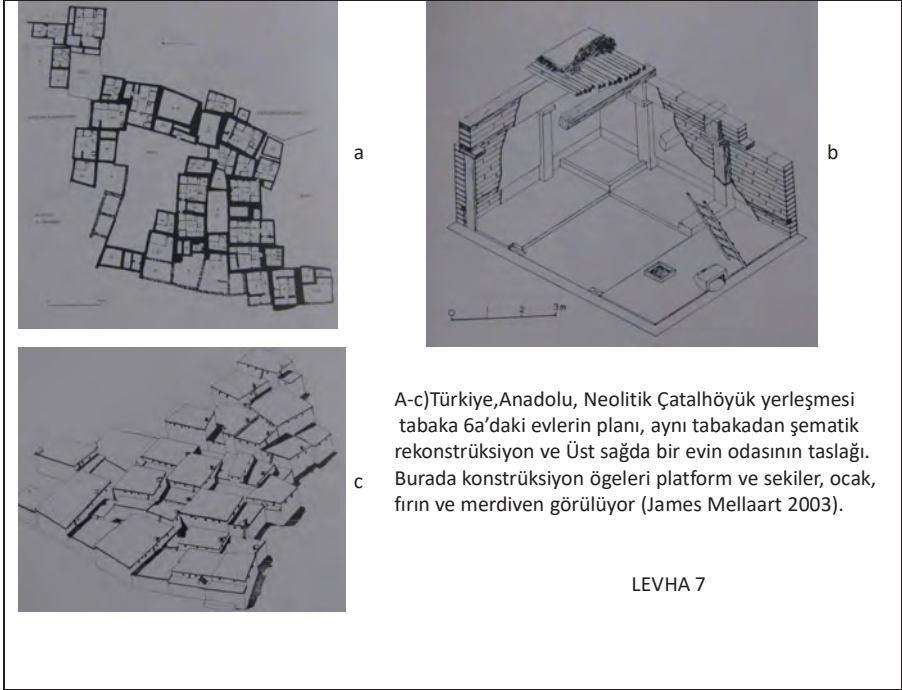 a
b
0 1 2 3m
c
A-c)Türkiye,Anadolu, Neolitik Çatalhöyük yerleşmesi
tabaka 6a’daki evlerin planı, aynı tabakadan şematik
rekonstrüksiyon ve Üst sağda bir evin odasının taslağı.
Burada konstrüksiyon ögeleri platform ve sekiler, ocak,
fırın ve merdiven görülüyor (James Mellaart 2003).
LEVHA 7